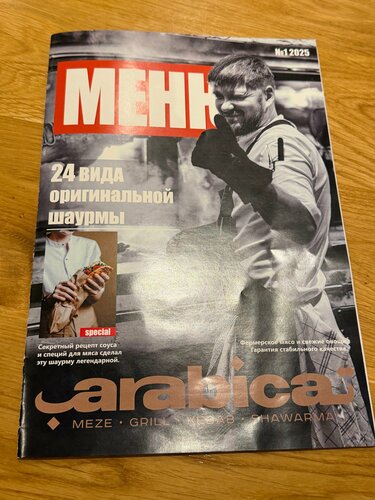 №1 2025
МЕНЮ
24 ВИДА
оригинальной
шаурмы
special
Секретный рецепт соуса
и специй для мяса сделал
эту шаурму легендарной.
Фермерское мясо и свежие овощи
Гарантия стабильного качества.
arabica
MEZE · GRILL · KEBAB · SHAWARMA